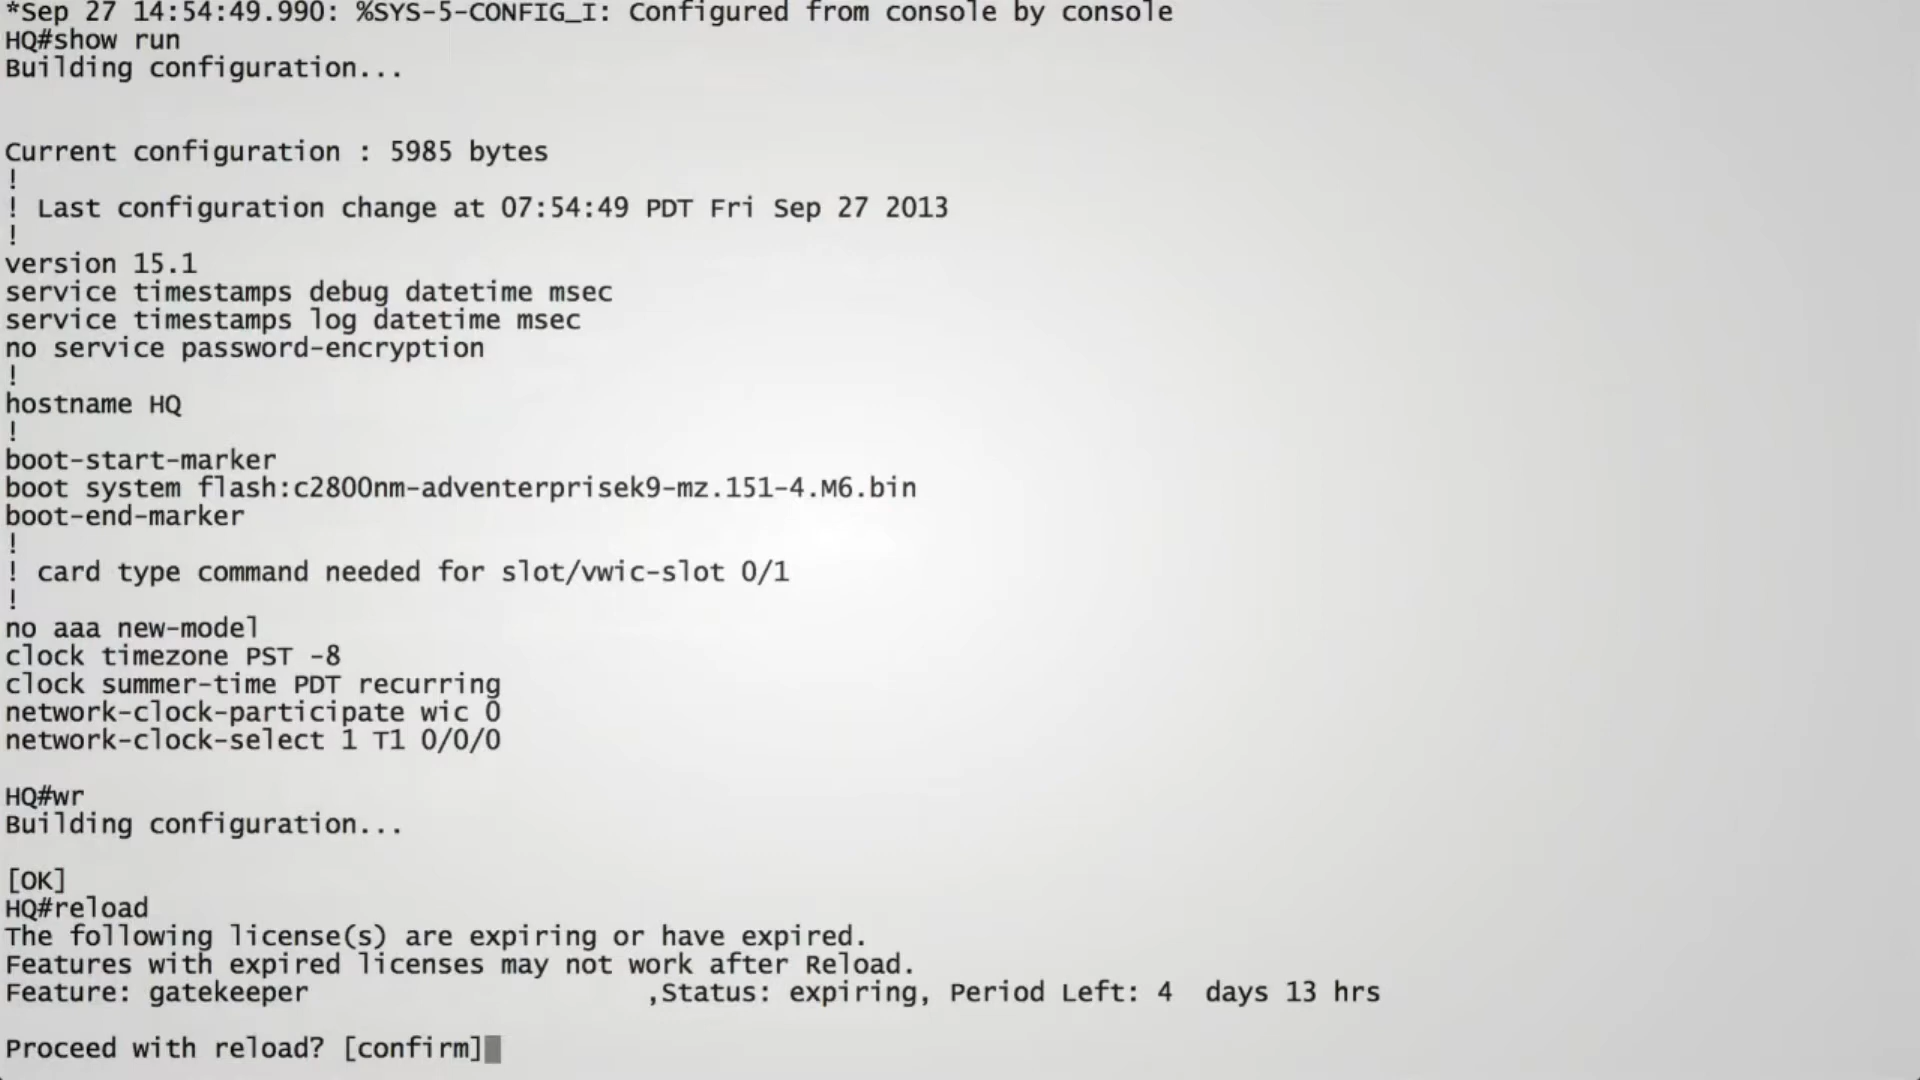 *Sep 27 14:54:49.990: %SYS-5-CONFIG_I: Configured from console by console
HQ#show run
Building configuration...
Current configuration : 5985 bytes
!
! Last configuration change at 07:54:49 PDT Fri Sep 27 2013
!
version 15.1
service timestamps debug datetime msec
service timestamps log datetime msec
no service password-encryption
!
hostname HQ
!
boot-start-marker
boot system flash:c2800nm-adventerprisek9-mz.151-4.M6.bin
boot-end-marker
!
! card type command needed for slot/vwic-slot 0/1
!
no aaa new-model
clock timezone PST -8
clock summer-time PDT recurring
network-clock-participate wic 0
network-clock-select 1 T1 0/0/0
HQ#wr
Building configuration...
[OK]
HQ#reload
The following license(s) are expiring or have expired.
Features with expired licenses may not work after Reload.
Feature: gatekeeper                     ,Status: expiring, Period Left: 4  days 13 hrs
Proceed with reload? [confirm]